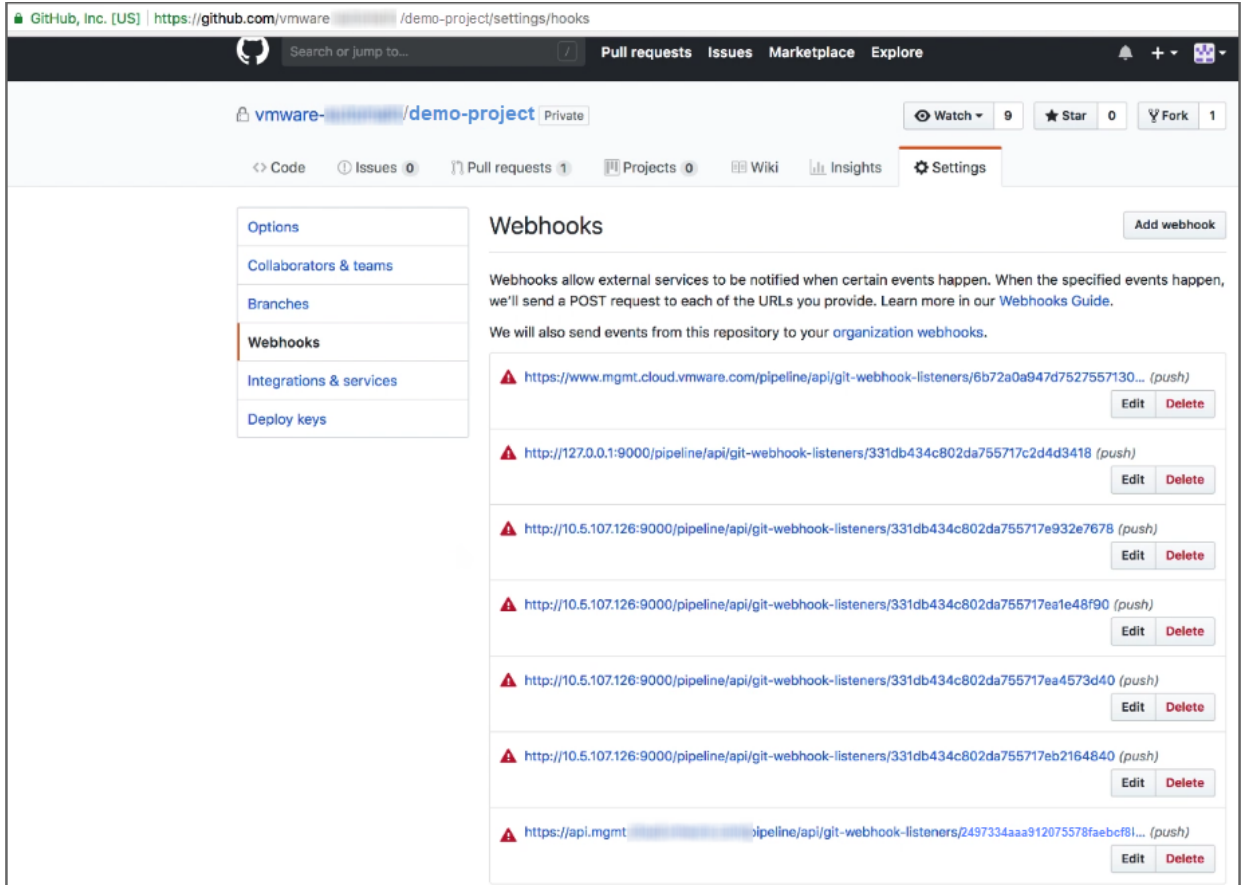 GitHub, Inc. [US] https://github.com/vmware /demo-project/settings/hooks
Search or jump to... / Pull requests Issues Marketplace Explore
vmware- /demo-project Private Watch 9 Star 0 Fork 1
Code Issues 0 Pull requests 1 Projects 0 Wiki Insights Settings
Options
Collaborators & teams
Branches
Webhooks
Integrations & services
Deploy keys
Webhooks Add webhook
Webhooks allow external services to be notified when certain events happen. When the specified events happen,
we'll send a POST request to each of the URLs you provide. Learn more in our Webhooks Guide.
We will also send events from this repository to your organization webhooks.
https://www.mgmt.cloud.vmware.com/pipeline/api/git-webhook-listeners/6b72a0a947d7527557130... (push)
Edit Delete
http://127.0.0.1:9000/pipeline/api/git-webhook-listeners/331db434c802da755717c2d4d3418 (push)
Edit Delete
http://10.5.107.126:9000/pipeline/api/git-webhook-listeners/331db434c802da755717e932e7678 (push)
Edit Delete
http://10.5.107.126:9000/pipeline/api/git-webhook-listeners/331db434c802da755717ea1e48f90 (push)
Edit Delete
http://10.5.107.126:9000/pipeline/api/git-webhook-listeners/331db434c802da755717ea4573d40 (push)
Edit Delete
http://10.5.107.126:9000/pipeline/api/git-webhook-listeners/331db434c802da755717eb2164840 (push)
Edit Delete
https://api.mgmt ipeline/api/git-webhook-listeners/2497334aaa912075578faebcf8... (push)
Edit Delete